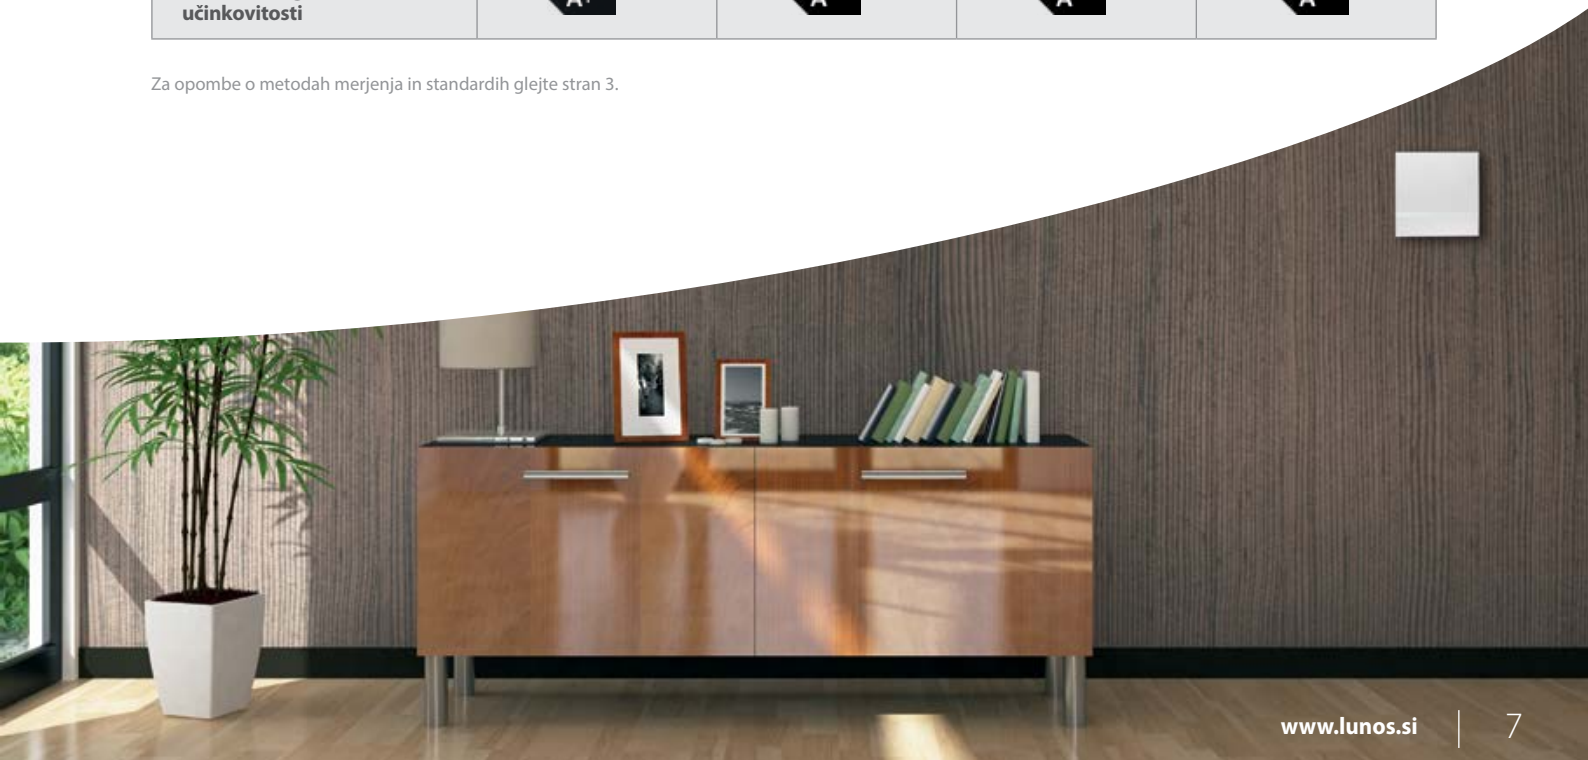 učinkovitosti
A+ A A A
Za opombe o metodah merjenja in standardih glejte stran 3.
www.lunos.si 7